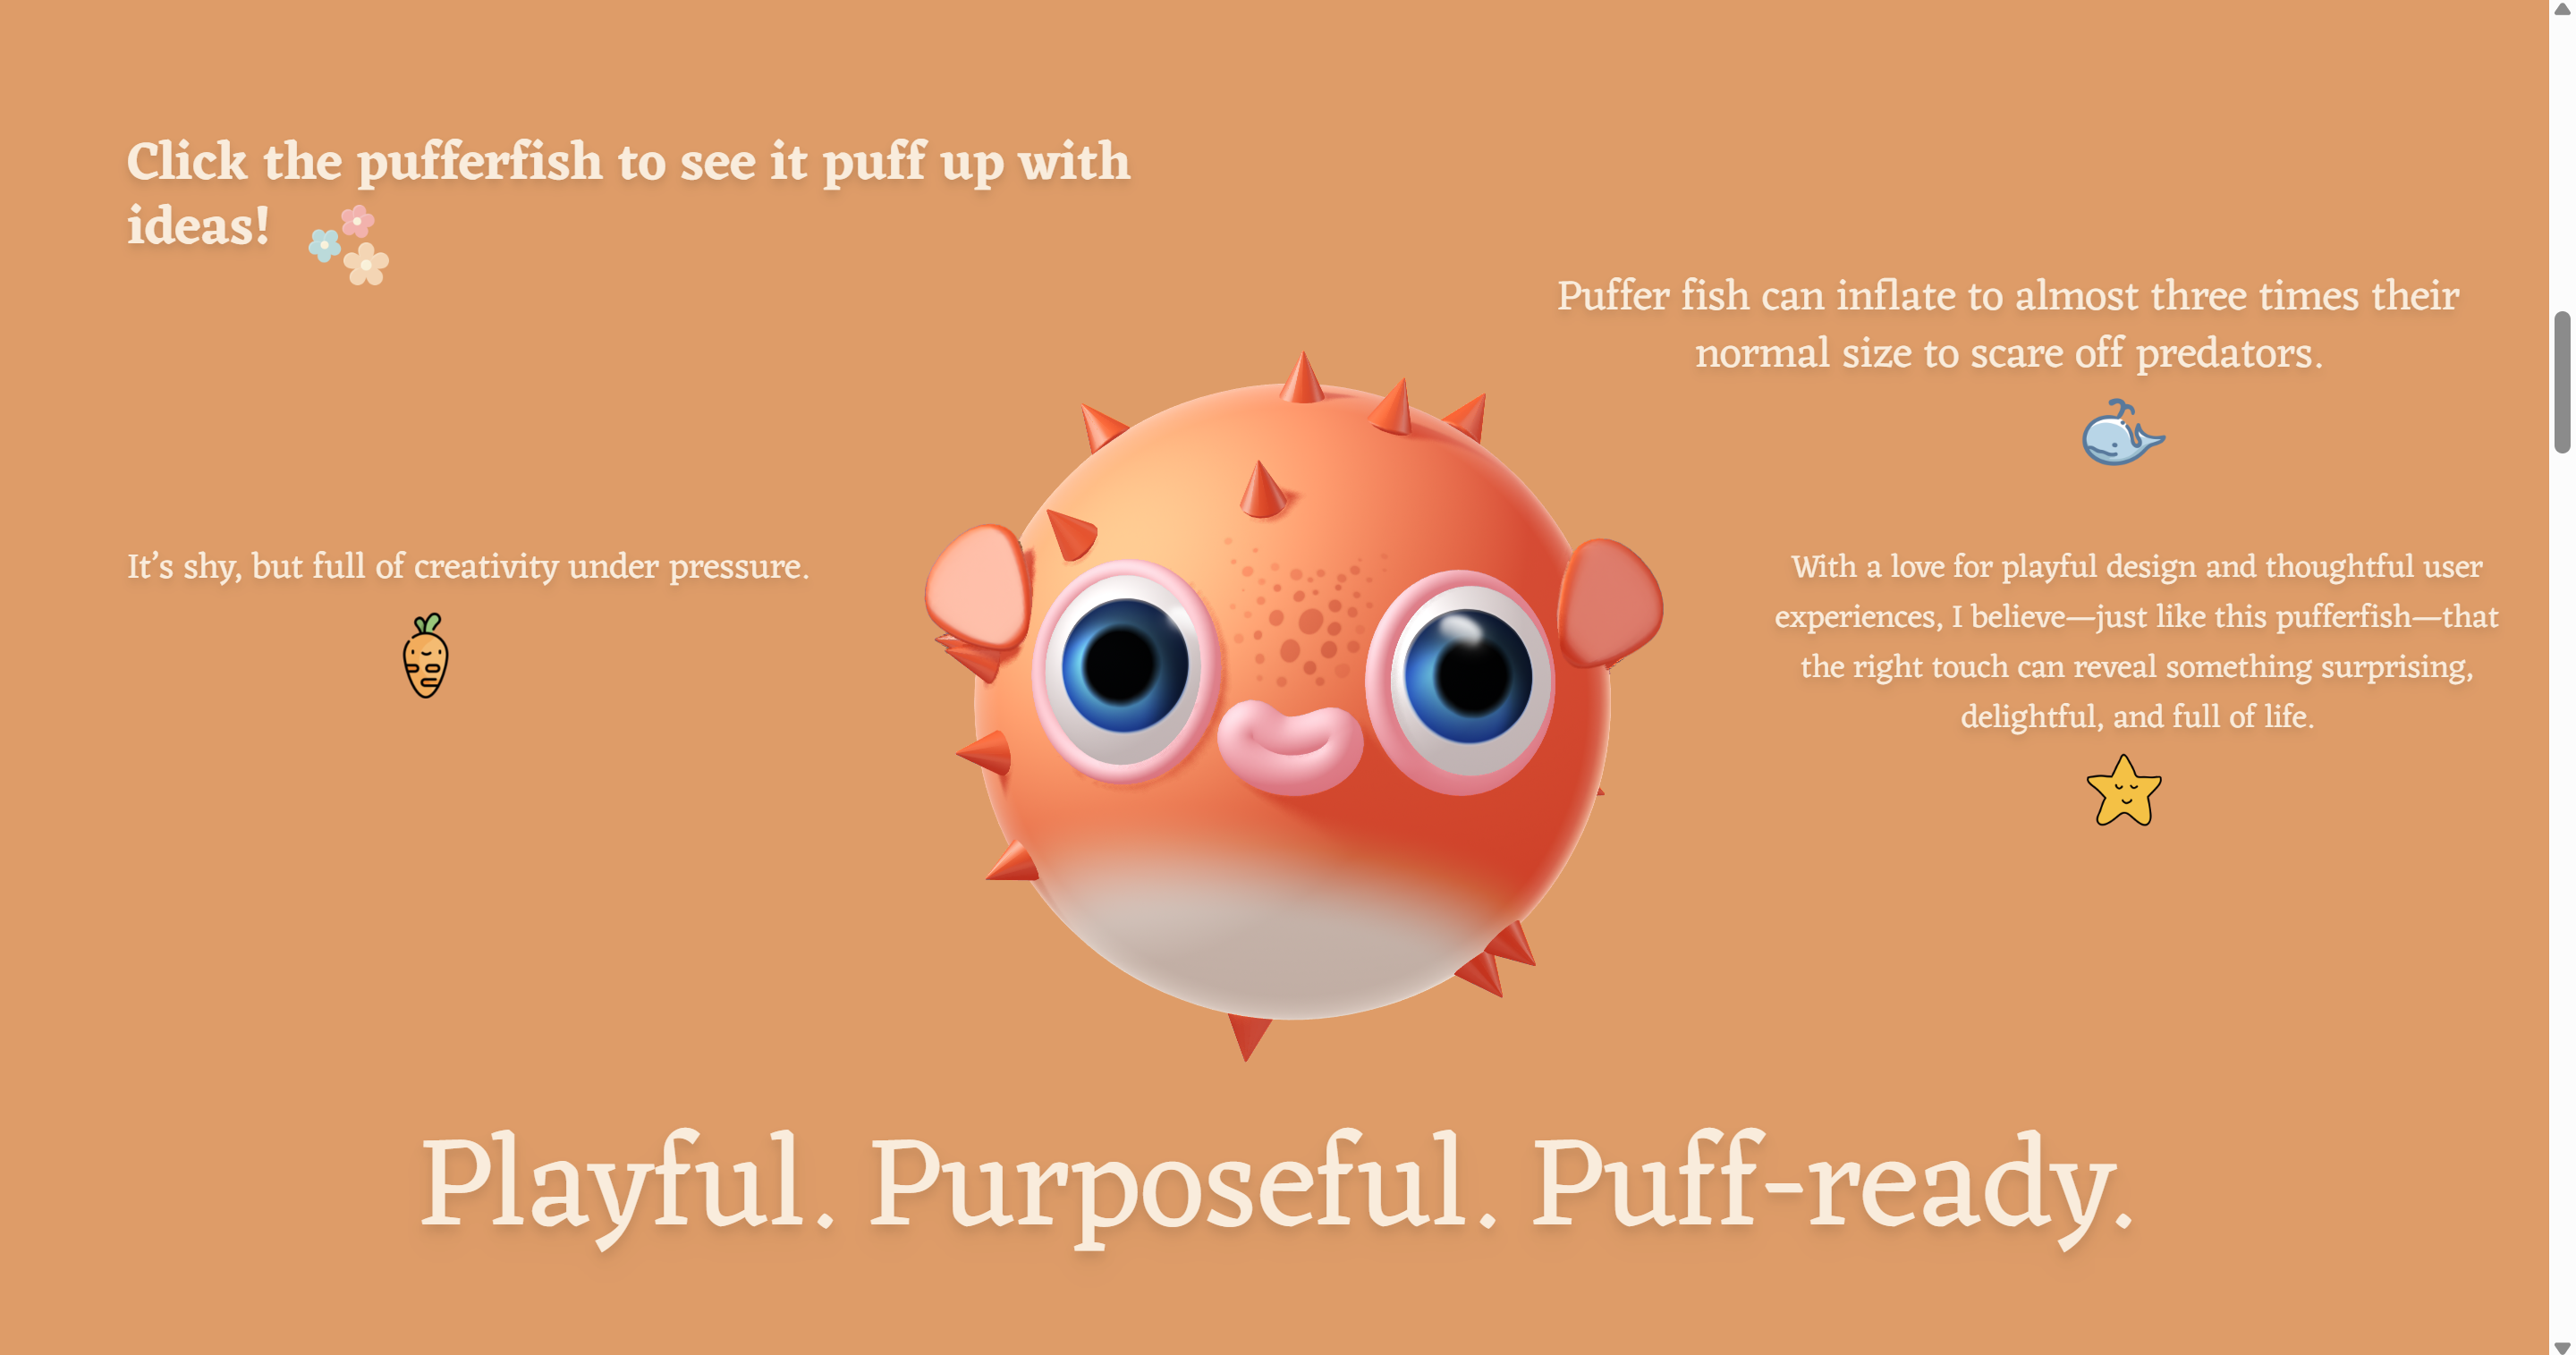 Click the pufferfish to see it puff up with
ideas!
Puffer fish can inflate to almost three times their
normal size to scare off predators.
It’s shy, but full of creativity under pressure.
With a love for playful design and thoughtful user
experiences, I believe—just like this pufferfish—that
the right touch can reveal something surprising,
delightful, and full of life.
Playful. Purposeful. Puff-ready.